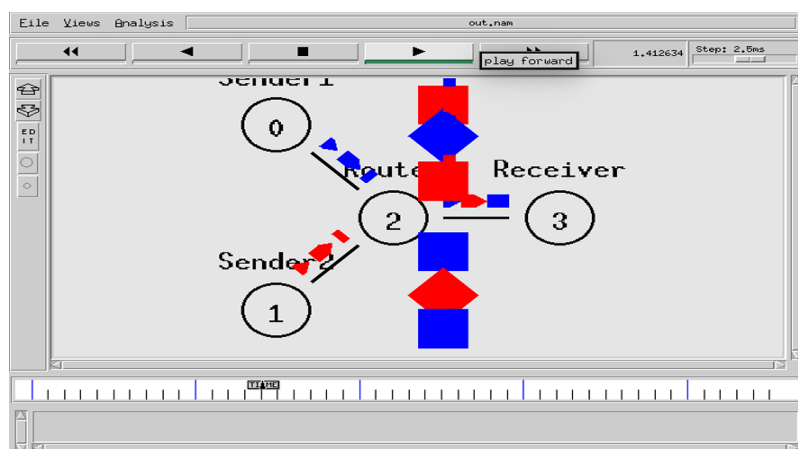 File Views Analysis out.nam
1.412634 Step: 2.5ms
play forward
ED
IT
Sender1
0
Route Receiver
2 3
Sender2
1
TIME